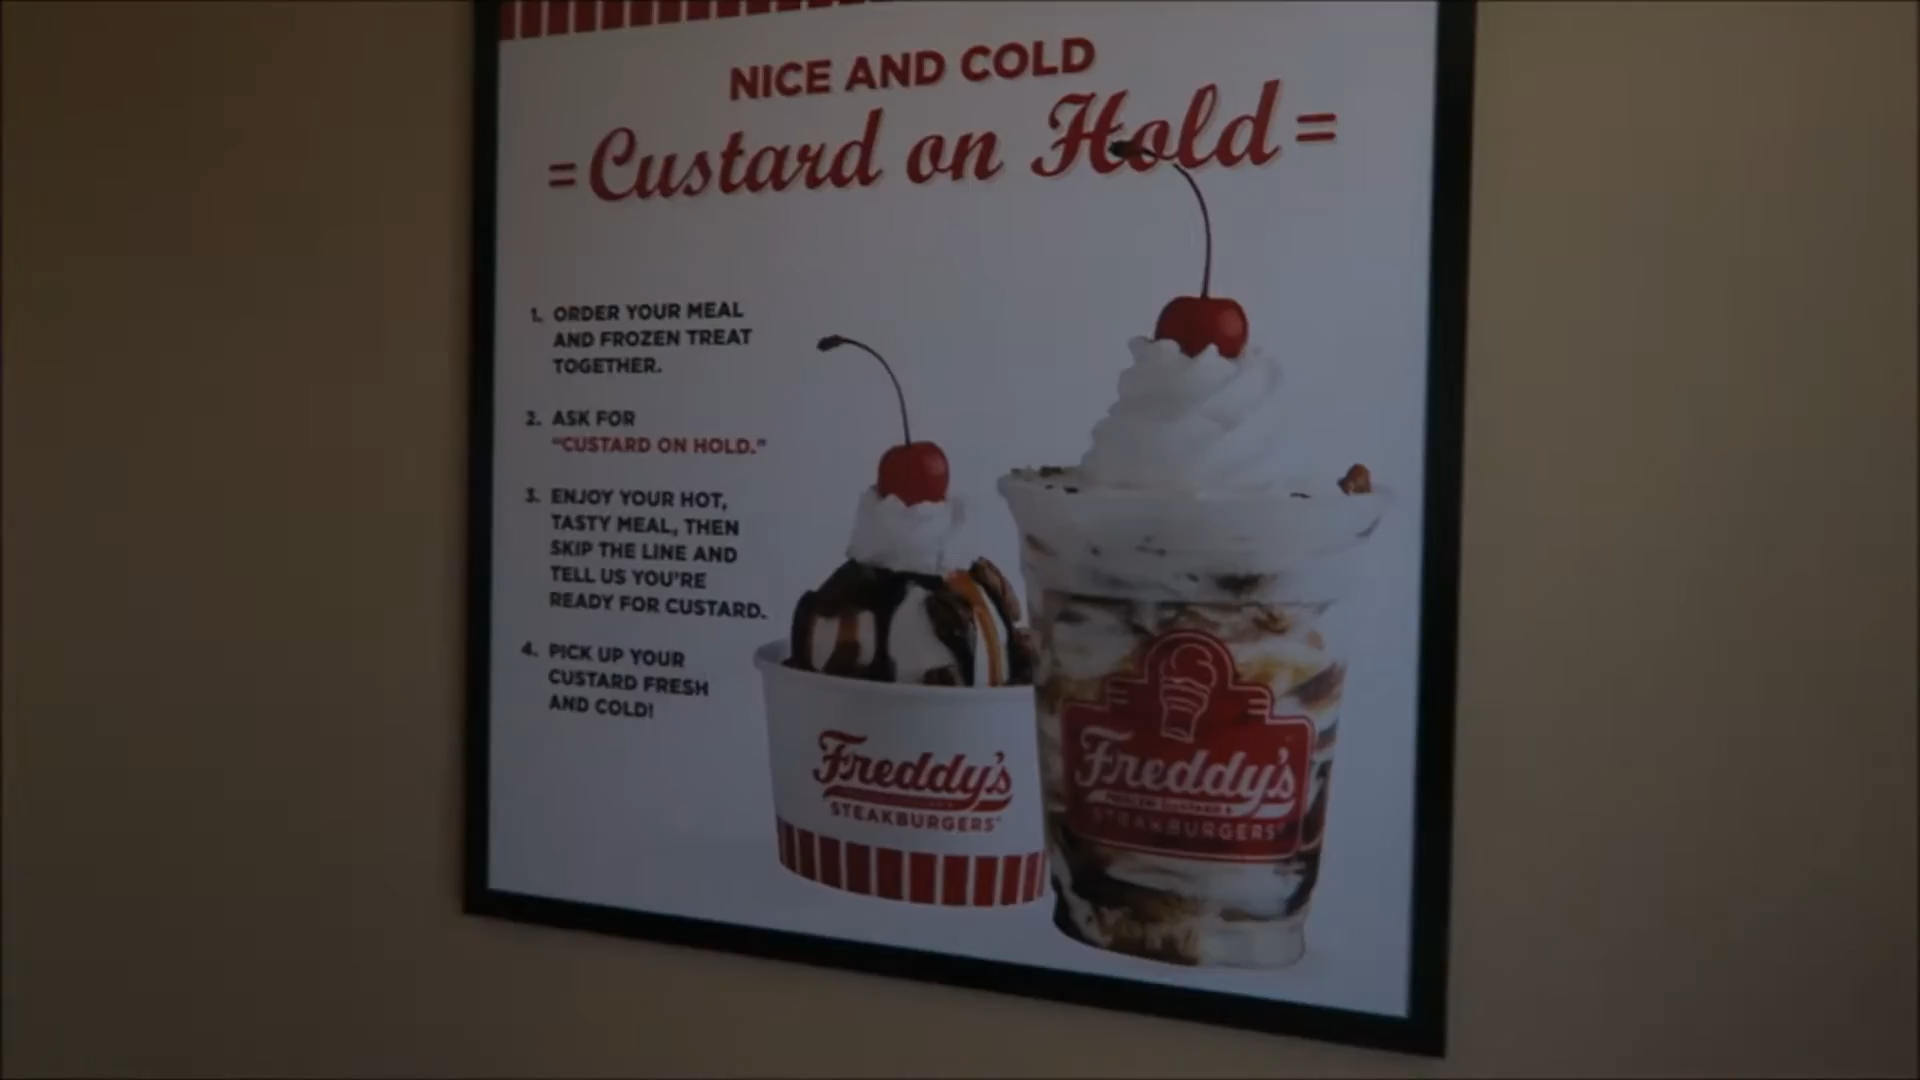 NICE AND COLD
=Custard on Hold=
1. ORDER YOUR MEAL
AND FROZEN TREAT
TOGETHER.
2. ASK FOR
"CUSTARD ON HOLD."
3. ENJOY YOUR HOT,
TASTY MEAL, THEN
SKIP THE LINE AND
TELL US YOU'RE
READY FOR CUSTARD.
4. PICK UP YOUR
CUSTARD FRESH
AND COLD!
Freddy's
STEAKBURGERS
Freddy's
STEAKBURGERS